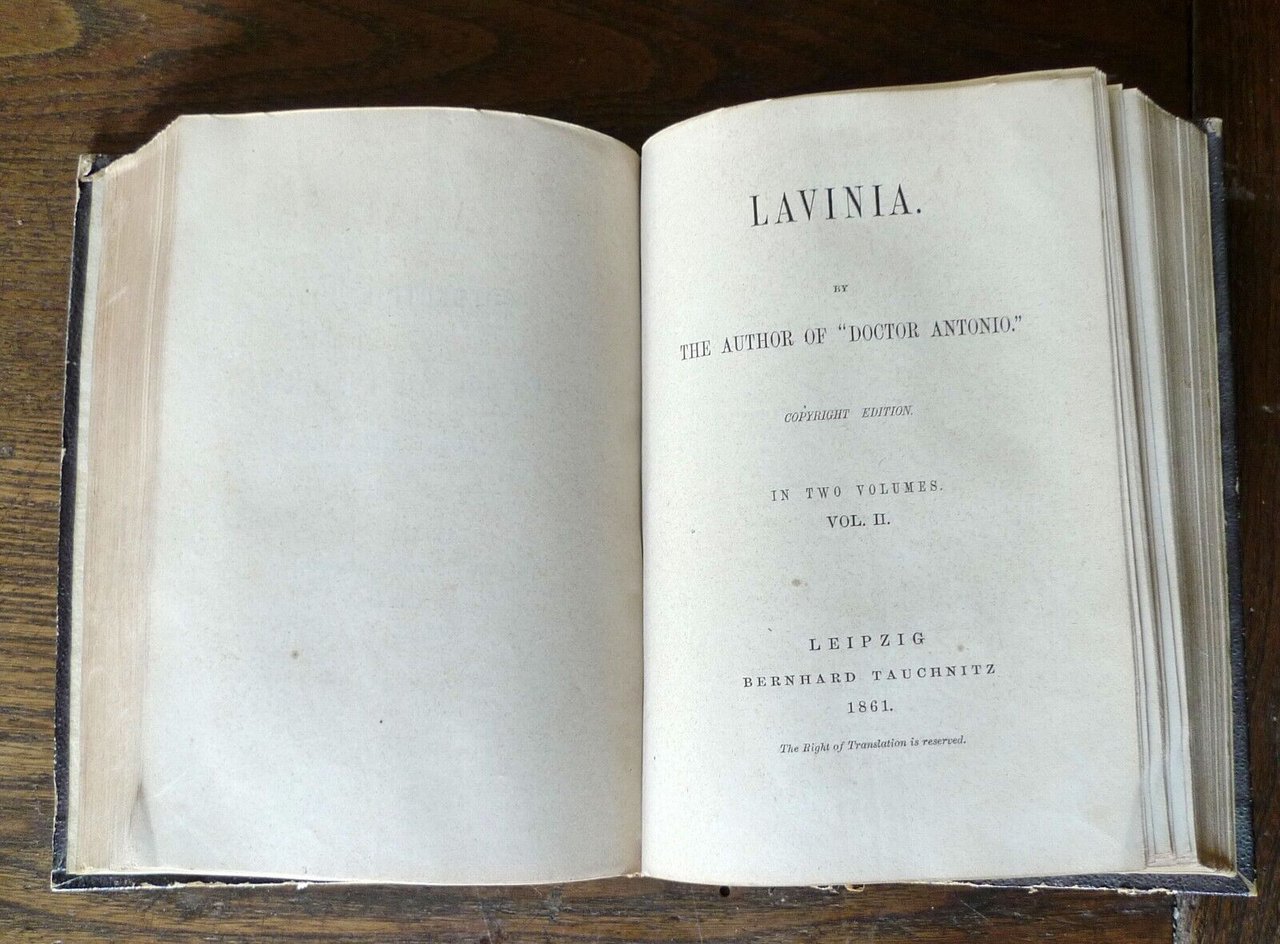 LAVINIA.
BY
THE AUTHOR OF “DOCTOR ANTONIO.”
COPYRIGHT EDITION.
IN TWO VOLUMES.
VOL. II.
LEIPZIG
BERNHARD TAUCHNITZ
1861.
The Right of Translation is reserved.